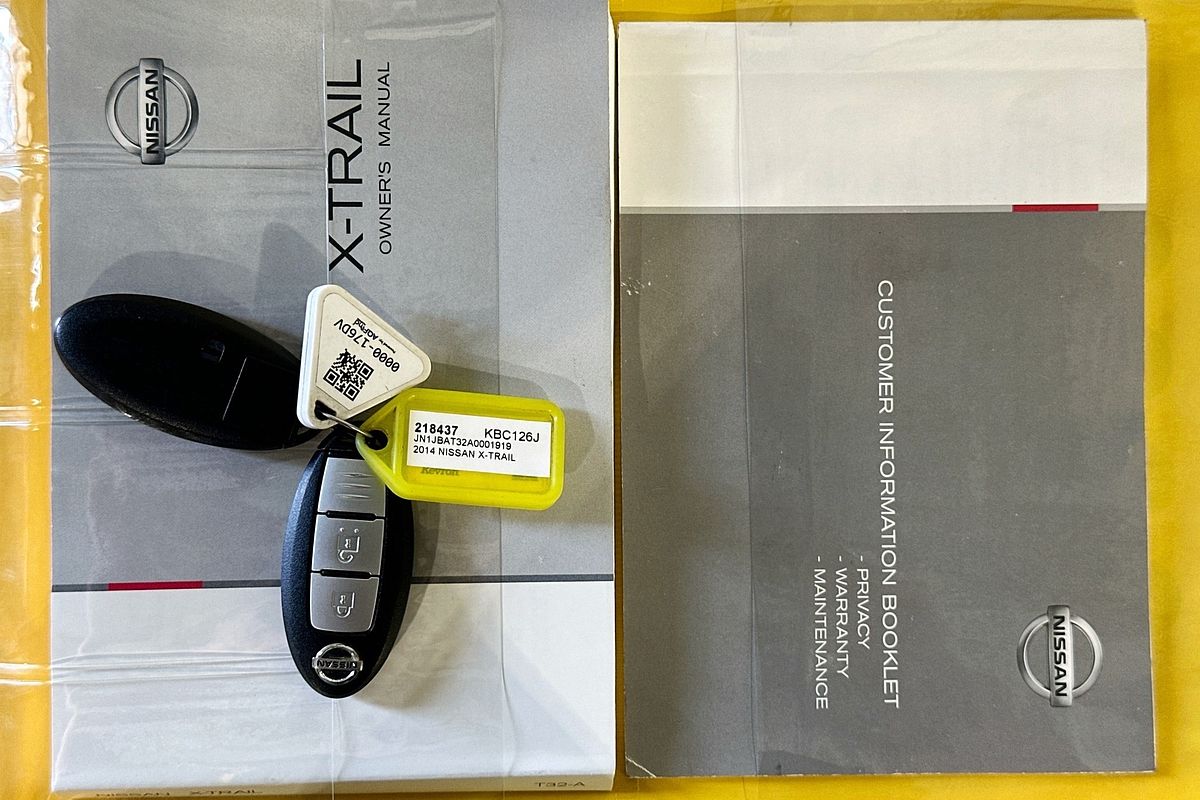 NISSAN
X-TRAIL
OWNER'S MANUAL
0000-176DV
218437 KBC126J
JN1JBAT32A0001919
2014 NISSAN X-TRAIL
Kevron
NISSAN
NISSAN X-TRAIL
T32-A
CUSTOMER INFORMATION BOOKLET
- PRIVACY
- WARRANTY
- MAINTENANCE
NISSAN